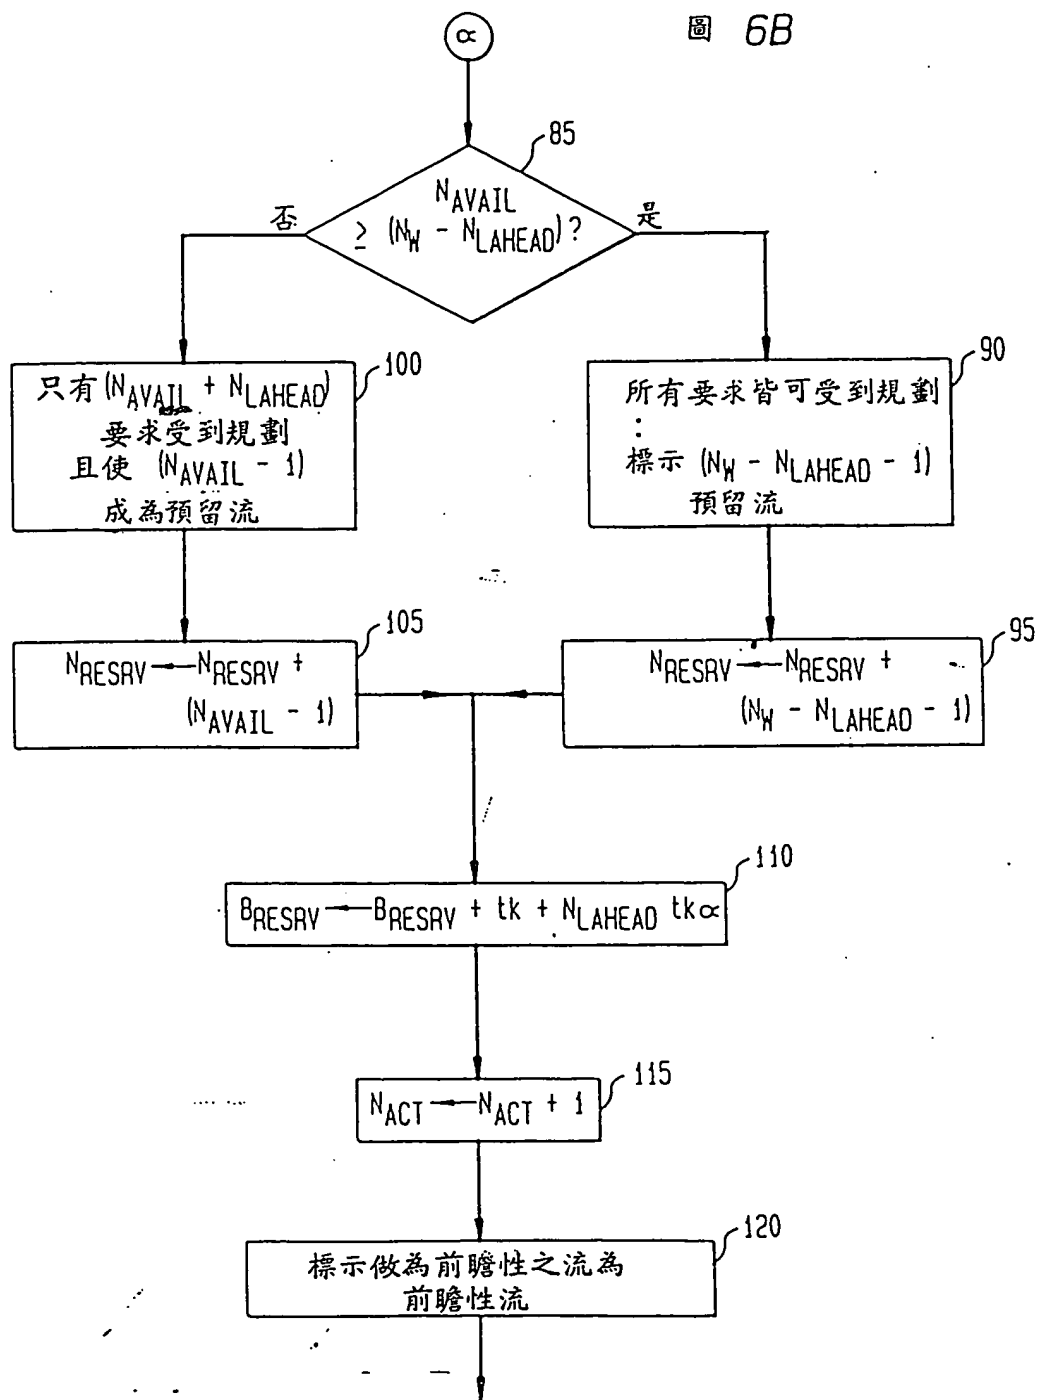 圖 6B
∝
85
N_AVAIL
≥ (N_W - N_LAHEAD)?
否
是
100
只有(N_AVAIL + N_LAHEAD)
要求受到規劃
且使 (N_AVAIL - 1)
成為預留流
90
所有要求皆可受到規劃
:
標示 (N_W - N_LAHEAD - 1)
預留流
105
N_RESRV ← N_RESRV +
(N_AVAIL - 1)
95
N_RESRV ← N_RESRV +
(N_W - N_LAHEAD - 1)
110
B_RESRV ← B_RESRV + tk + N_LAHEAD tk∝
115
N_ACT ← N_ACT + 1
120
標示做為前瞻性之流為
前瞻性流